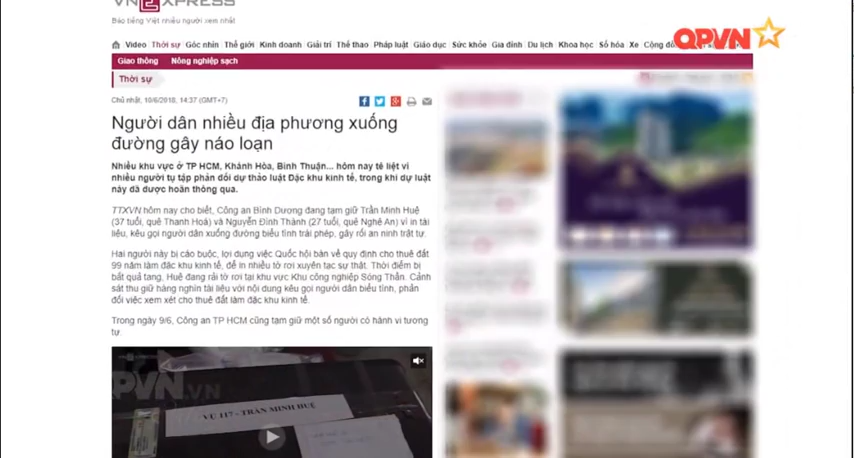 VNEXPRESS
Báo tiếng Việt nhiều người xem nhất
QPVN
Video Thời sự Góc nhìn Thế giới Kinh doanh Giải trí Thể thao Pháp luật Giáo dục Sức khỏe Gia đình Du lịch Khoa học Số hóa Xe Cộng đồ
Giao thông Nông nghiệp sạch
Thời sự
Chủ nhật, 10/6/2018, 14:37 (GMT+7)
Người dân nhiều địa phương xuống
đường gây náo loạn
Nhiều khu vực ở TP HCM, Khánh Hòa, Bình Thuận... hôm nay tê liệt vì
nhiều người tụ tập phản đối dự thảo luật Đặc khu kinh tế, trong khi dự luật
này đã được hoãn thông qua.
TTXVN hôm nay cho biết, Công an Bình Dương đang tạm giữ Trần Minh Huệ
(37 tuổi, quê Thanh Hoá) và Nguyễn Đình Thành (27 tuổi, quê Nghệ An) vì in tài
liệu, kêu gọi người dân xuống đường biểu tình trái phép, gây rối an ninh trật tự.
Hai người này bị cáo buộc, lợi dụng việc Quốc hội bàn về quy định cho thuê đất
99 năm làm đặc khu kinh tế, để in nhiều tờ rơi xuyên tạc sự thật. Thời điểm bị
bắt quả tang, Huệ đang rải tờ rơi tại khu vực Khu công nghiệp Sóng Thần. Cảnh
sát thu giữ hàng nghìn tài liệu với nội dung kêu gọi người dân biểu tình, phản
đối việc xem xét cho thuê đất làm đặc khu kinh tế.
Trong ngày 9/6, Công an TP HCM cũng tạm giữ một số người có hành vi tương
tự.
QPVN.VN
VỤ 117 - TRẦN MINH HUỆ